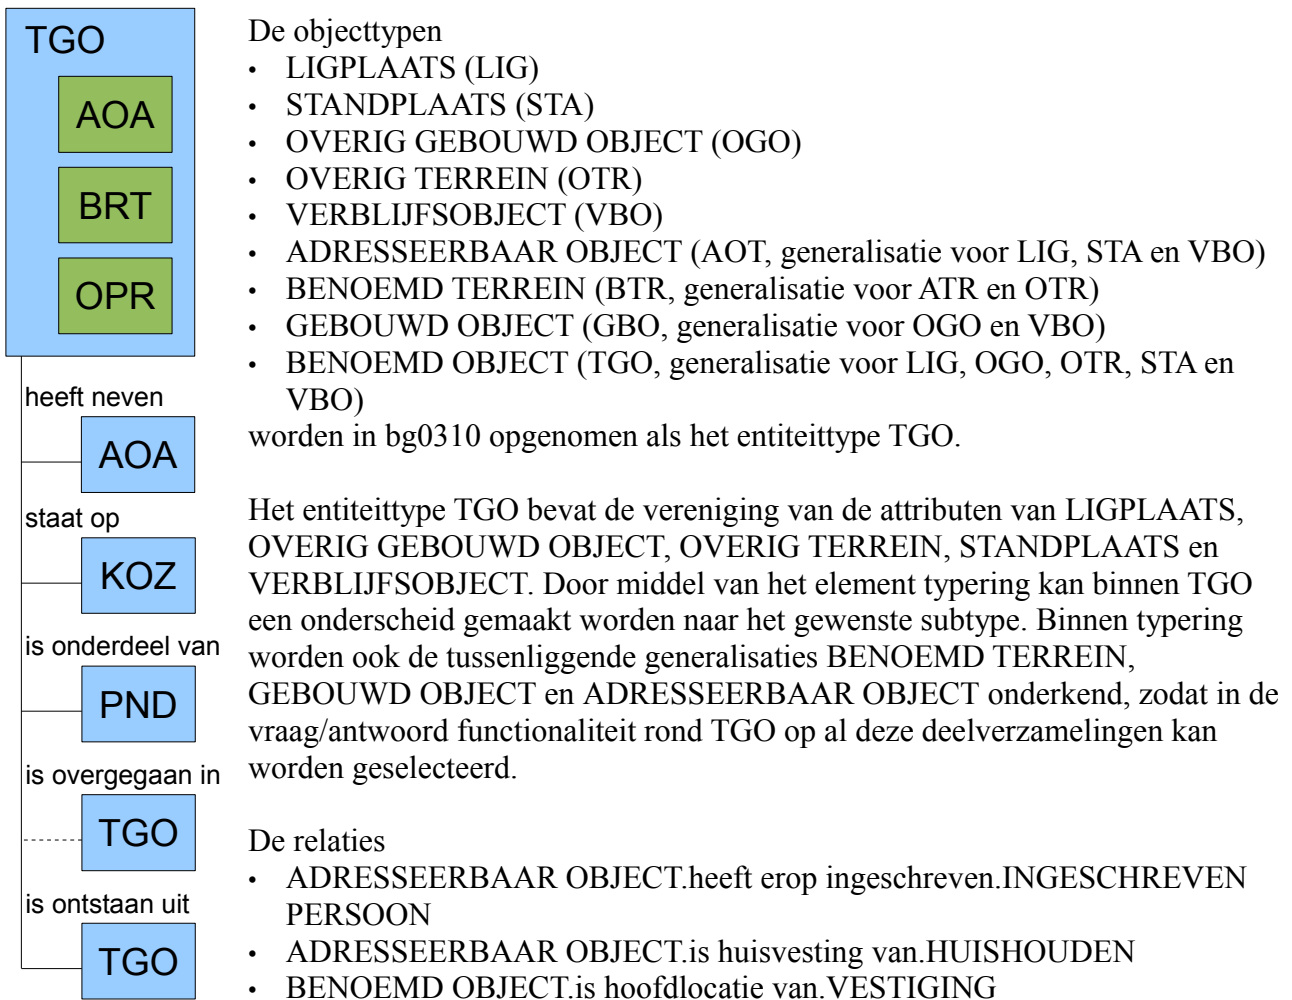 TGO
AOA
BRT
OPR
heeft neven
AOA
staat op
KOZ
is onderdeel van
PND
is overgegaan in
TGO
is ontstaan uit
TGO
De objecttypen
• LIGPLAATS (LIG)
• STANDPLAATS (STA)
• OVERIG GEBOUWD OBJECT (OGO)
• OVERIG TERREIN (OTR)
• VERBLIJFSOBJECT (VBO)
• ADRESSEERBAAR OBJECT (AOT, generalisatie voor LIG, STA en VBO)
• BENOEMD TERREIN (BTR, generalisatie voor ATR en OTR)
• GEBOUWD OBJECT (GBO, generalisatie voor OGO en VBO)
• BENOEMD OBJECT (TGO, generalisatie voor LIG, OGO, OTR, STA en
VBO)
worden in bg0310 opgenomen als het entiteittype TGO.
Het entiteittype TGO bevat de vereniging van de attributen van LIGPLAATS,
OVERIG GEBOUWD OBJECT, OVERIG TERREIN, STANDPLAATS en
VERBLIJFSOBJECT. Door middel van het element typering kan binnen TGO
een onderscheid gemaakt worden naar het gewenste subtype. Binnen typering
worden ook de tussenliggende generalisaties BENOEMD TERREIN,
GEBOUWD OBJECT en ADRESSEERBAAR OBJECT onderkend, zodat in de
vraag/antwoord functionaliteit rond TGO op al deze deelverzamelingen kan
worden geselecteerd.
De relaties
• ADRESSEERBAAR OBJECT.heeft erop ingeschreven.INGESCHREVEN
PERSOON
• ADRESSEERBAAR OBJECT.is huisvesting van.HUISHOUDEN
• BENOEMD OBJECT.is hoofdlocatie van.VESTIGING